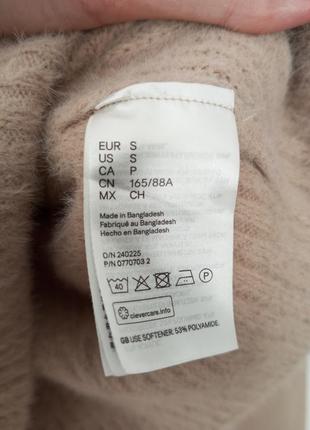 EUR S
US S
CA P
CN 165/88A
MX CH
Made in Bangladesh
Fabriqué au Bangladesh
Hecho en Bangladesh
O/N 240225
P/N 0770703 2
40 P
clevercare.info
GB USE SOFTENER: 53% POLYAMIDE,